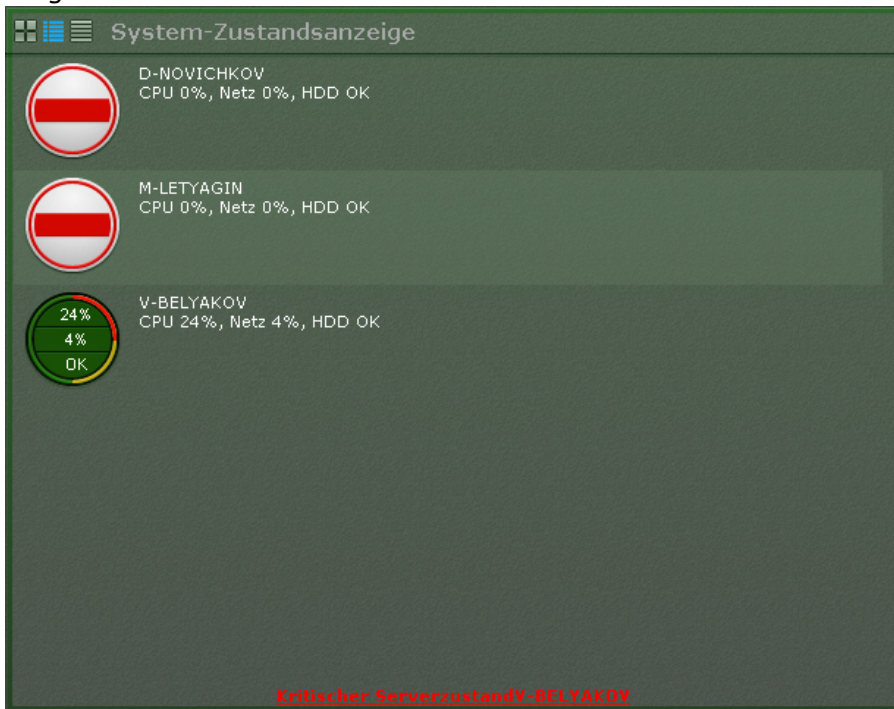 System-Zustandsanzeige
D-NOVICHKOV
CPU 0%, Netz 0%, HDD OK
M-LETYAGIN
CPU 0%, Netz 0%, HDD OK
V-BELYAKOV
CPU 24%, Netz 4%, HDD OK
24%
4%
OK
Kritischer ServerzustandV-BELYAKOV